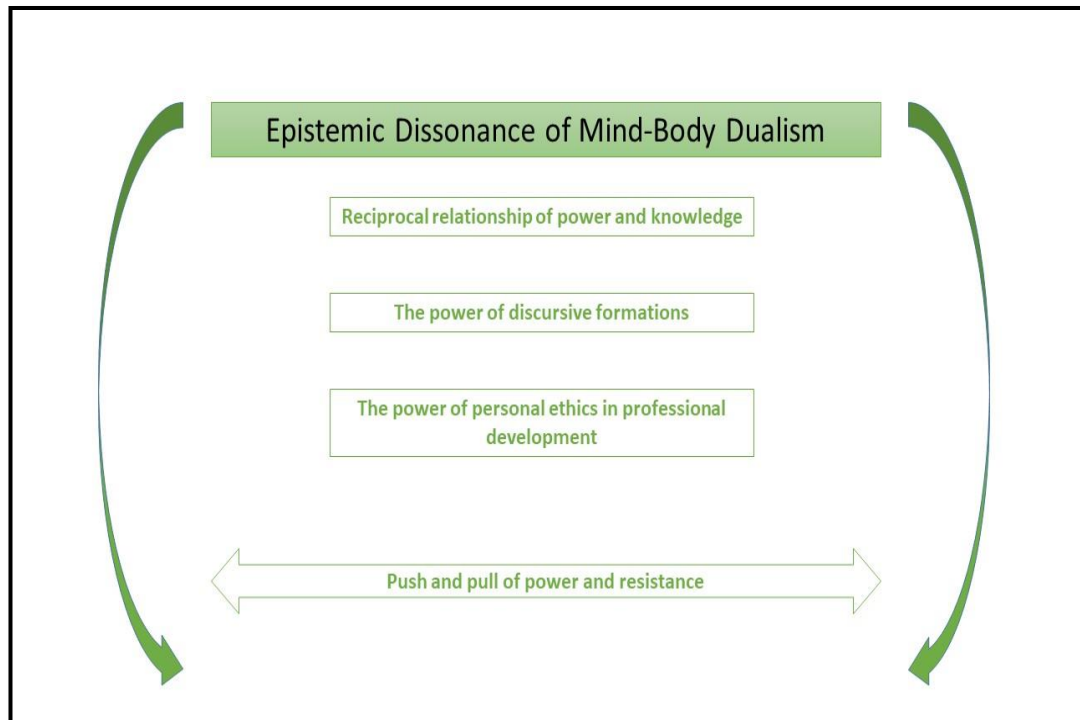 Epistemic Dissonance of Mind-Body Dualism
Reciprocal relationship of power and knowledge
The power of discursive formations
The power of personal ethics in professional
development
Push and pull of power and resistance